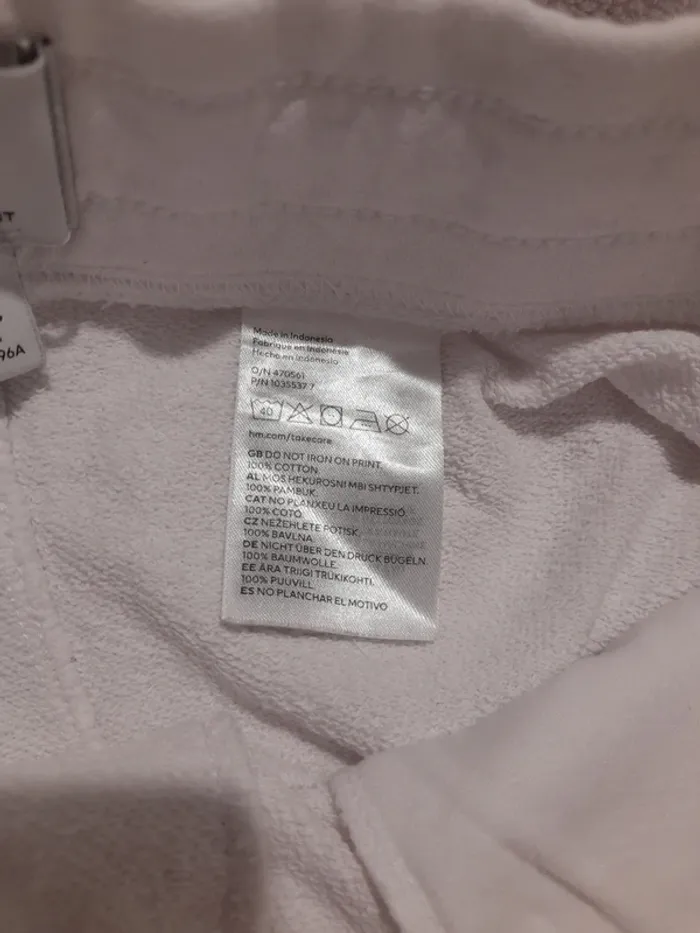 Made in Indonesia
Fabriqué en Indonésie
Hecho en Indonesia
O/N 470561
P/N 1035537 7
40
hm.com/takecare
GB DO NOT IRON ON PRINT.
100% COTTON.
AL MOS HEKUROSNI MBI SHTYPJET.
100% PAMBUK.
CAT NO PLANXEU LA IMPRESSIÓ.
100% COTÓ.
CZ NEŽEHLETE POTISK.
100% BAVLNA.
DE NICHT ÜBER DEN DRUCK BÜGELN.
100% BAUMWOLLE.
EE ÄRA TRIIGI TRÜKIKOHTI.
100% PUUVILL.
ES NO PLANCHAR EL MOTIVO
96A